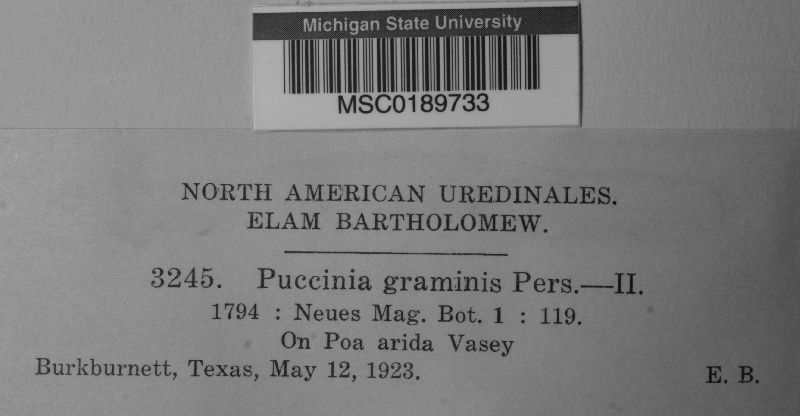 Michigan State University
MSC0189733
NORTH AMERICAN UREDINALES.
ELAM BARTHOLOMEW.
3245. Puccinia graminis Pers.—II.
1794 : Neues Mag. Bot. 1 : 119.
On Poa arida Vasey
Burkburnett, Texas, May 12, 1923. E. B.